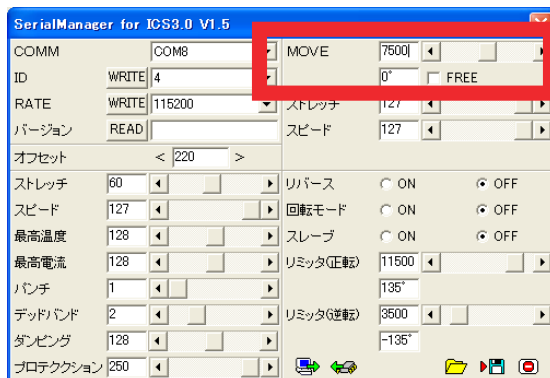 SerialManager for ICS3.0 V1.5
COMM COM8
ID WRITE 4
RATE WRITE 115200
バージョン READ
オフセット < 220 >
ストレッチ 60
スピード 127
最高温度 128
最高電流 128
パンチ 1
デッドバンド 2
ダンピング 128
プロテククション 250
MOVE 7500
0° FREE
ストレッチ 127
スピード 127
リバース ON OFF
回転モード ON OFF
スレーブ ON OFF
リミッタ(正転) 11500
135°
リミッタ(逆転) 3500
-135°